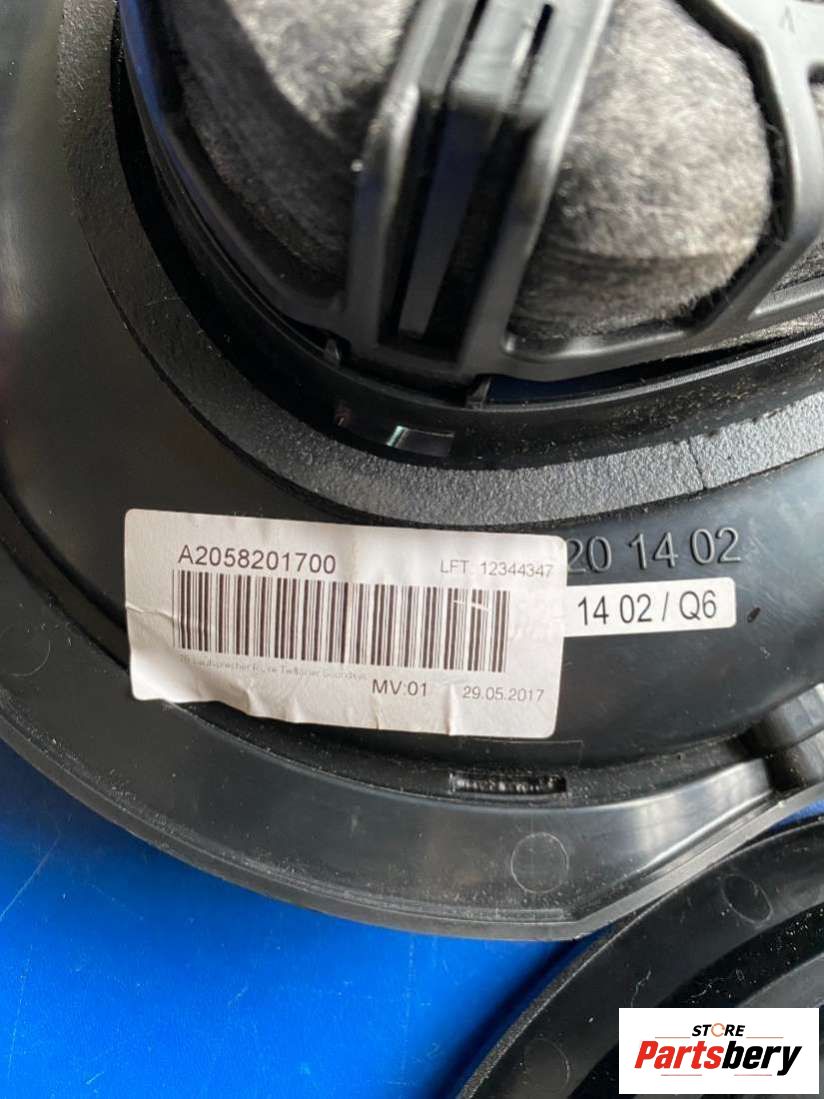 A2058201700
LFT. 12344347
20 14 02
14 02 / Q6
MV:01
29.05.2017
STORE
Partsbery